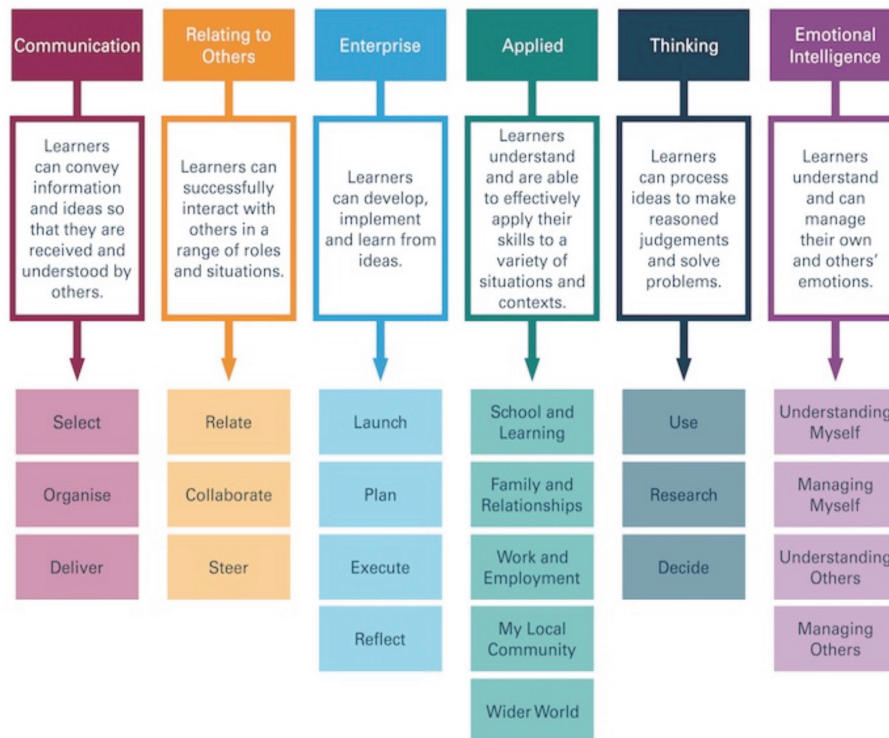 Communication
Learners
can convey
information
and ideas so
that they are
received and
understood by
others.
Select
Organise
Deliver
Relating to
Others
Learners can
successfully
interact with
others in a
range of roles
and situations.
Relate
Collaborate
Steer
Enterprise
Learners
can develop,
implement
and learn from
ideas.
Launch
Plan
Execute
Reflect
Applied
Learners
understand
and are able
to effectively
apply their
skills to a
variety of
situations and
contexts.
School and
Learning
Family and
Relationships
Work and
Employment
My Local
Community
Wider World
Thinking
Learners
can process
ideas to make
reasoned
judgements
and solve
problems.
Use
Research
Decide
Emotional
Intelligence
Learners
understand
and can
manage
their own
and others’
emotions.
Understanding
Myself
Managing
Myself
Understanding
Others
Managing
Others